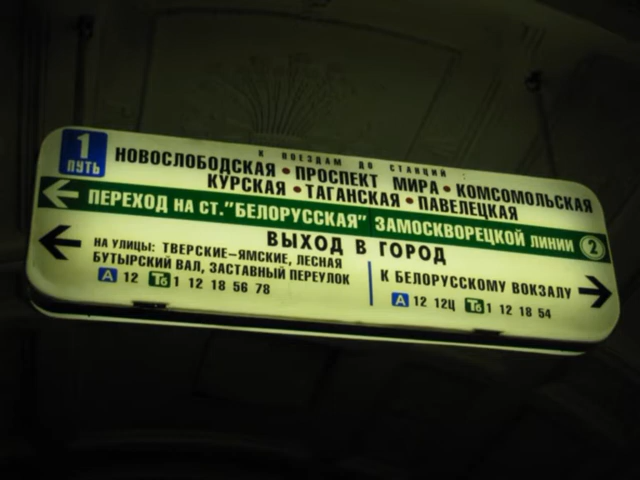 1
ПУТЬ
К ПОЕЗДАМ ДО СТАНЦИЙ:
НОВОСЛОБОДСКАЯ • ПРОСПЕКТ МИРА • КОМСОМОЛЬСКАЯ
КУРСКАЯ • ТАГАНСКАЯ • ПАВЕЛЕЦКАЯ
ПЕРЕХОД НА СТ. "БЕЛОРУССКАЯ" ЗАМОСКВОРЕЦКОЙ ЛИНИИ 2
ВЫХОД В ГОРОД
НА УЛИЦЫ: ТВЕРСКИЕ-ЯМСКИЕ, ЛЕСНАЯ
БУТЫРСКИЙ ВАЛ, ЗАСТАВНЫЙ ПЕРЕУЛОК
А 12 Тб 1 12 18 56 78
К БЕЛОРУССКОМУ ВОКЗАЛУ
А 12 12Ц Тб 1 12 18 54